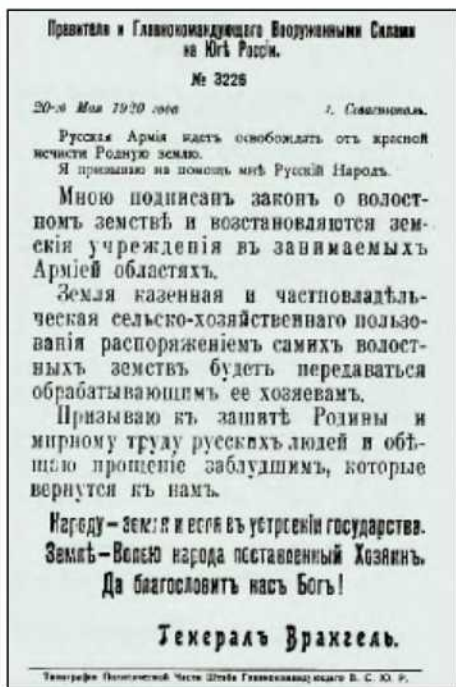 Правителя и Главнокомандующего Вооруженными Силами
на Югѣ Россіи.
№ 3226
20-го Мая 1920 года г. Севастополь.
Русская Армія идетъ освобождать отъ красной
нечисти Родную землю.
Я призываю на помощь мнѣ Русскій Народъ.
Мною подписанъ законъ о волост-
номъ земствѣ и возстановляются зем-
скія учрежденія въ занимаемыхъ
Арміей областяхъ.
Земля казенная и частновладѣль-
ческая сельско-хозяйственнаго пользо-
ванія распоряженіемъ самихъ волост-
ныхъ земствъ будетъ передаваться
обрабатывающимъ ее хозяевамъ.
Призываю къ защитѣ Родины и
мирному труду русскихъ людей и обѣ-
щаю прощеніе заблудшимъ, которые
вернутся къ намъ.
Народу—земля и воля въ устроеніи государства.
Землѣ—Волею народа поставленный Хозяинъ.
Да благословитъ насъ Богъ!
Генералъ Врангель.
Типографія Политической Части Штаба Главнокомандующаго В. С. Ю. Р.